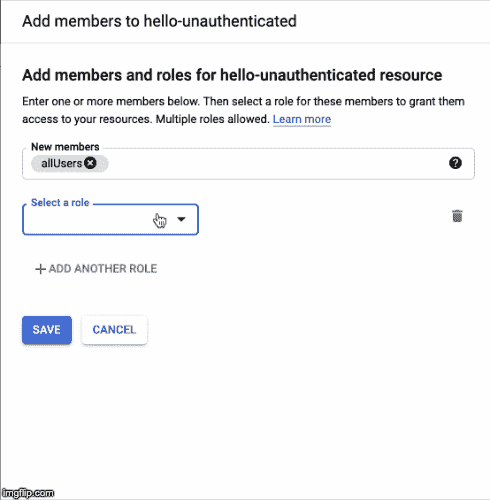 Add members to hello-unauthenticated
Add members and roles for hello-unauthenticated resource
Enter one or more members below. Then select a role for these members to grant them
access to your resources. Multiple roles allowed. Learn more
New members
allUsers
Select a role
ADD ANOTHER ROLE
SAVE CANCEL
imgflip.com